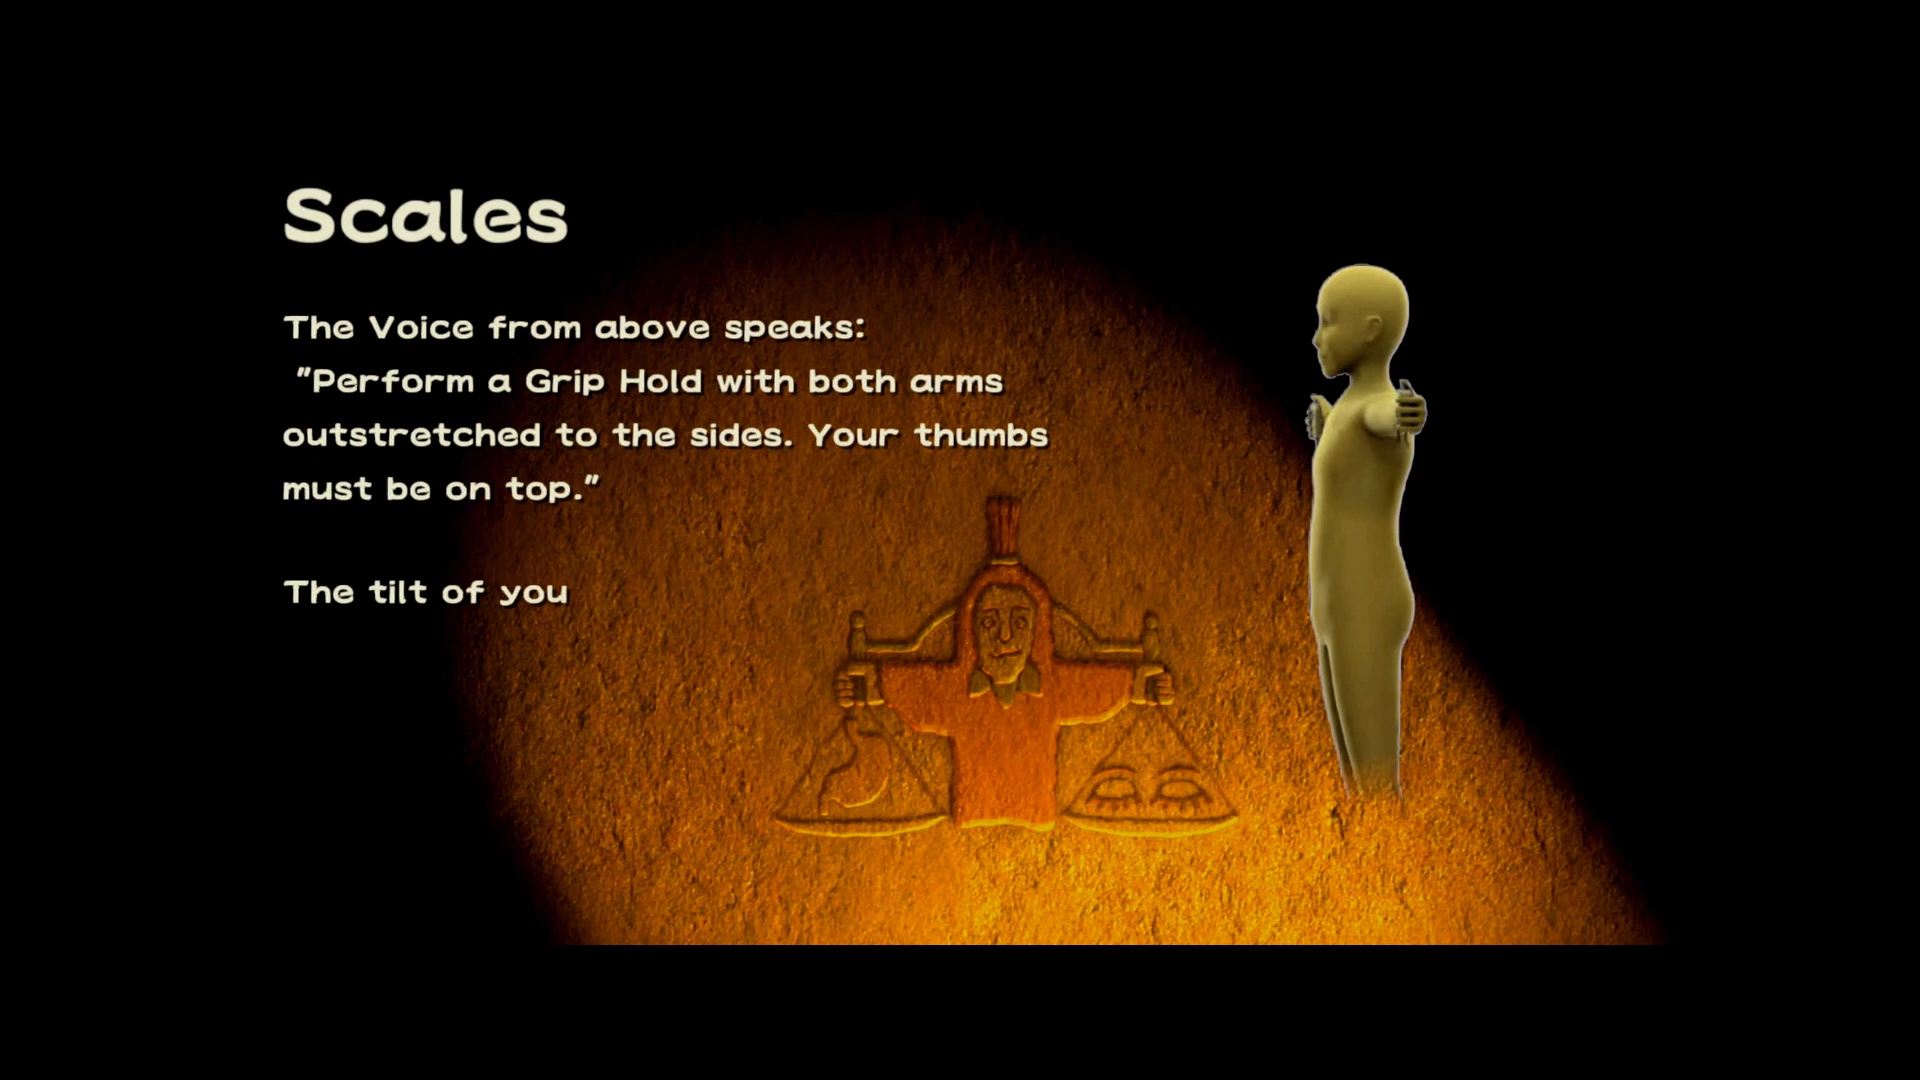 Scales
The Voice from above speaks:
"Perform a Grip Hold with both arms
outstretched to the sides. Your thumbs
must be on top."
The tilt of you